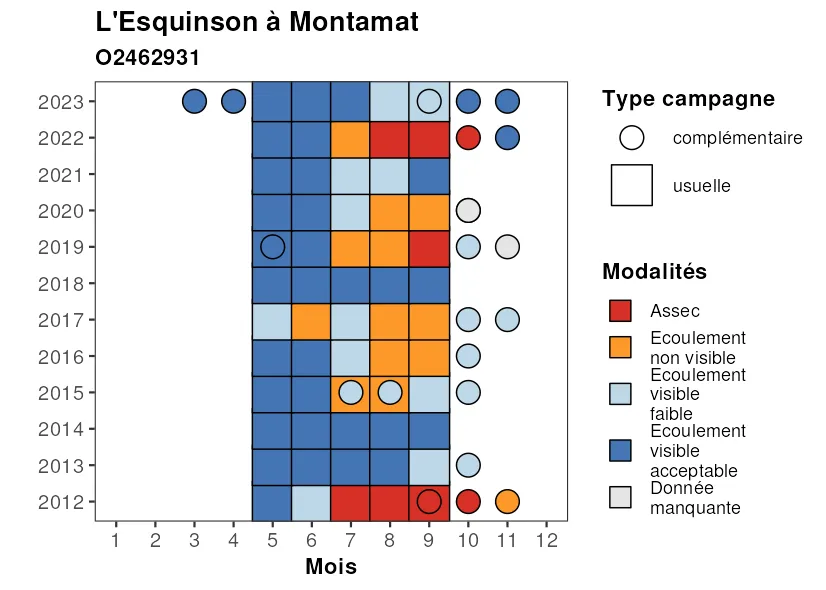 L'Esquinson à Montamat
O2462931
2023
2022
2021
2020
2019
2018
2017
2016
2015
2014
2013
2012
1 2 3 4 5 6 7 8 9 10 11 12
Mois
Type campagne
complémentaire
usuelle
Modalités
Assec
Ecoulement
non visible
Ecoulement
visible
faible
Ecoulement
visible
acceptable
Donnée
manquante